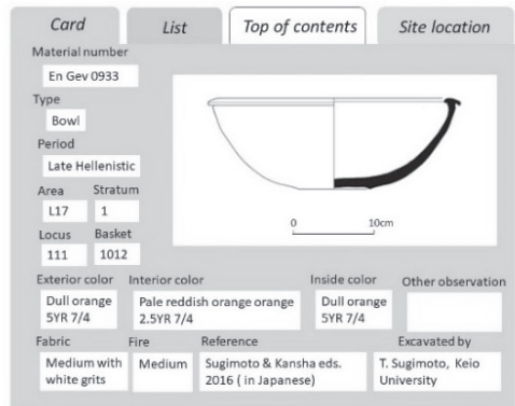 Card List Top of contents Site location
Material number
En Gev 0933
Type
Bowl
Period
Late Hellenistic
Area Stratum
L17 1
Locus Basket
111 1012
0 10cm
Exterior color Interior color Inside color Other observation
Dull orange
5YR 7/4
Pale reddish orange orange
2.5YR 7/4
Dull orange
5YR 7/4
Fabric Fire Reference Excavated by
Medium with
white grits
Medium
Sugimoto & Kansha eds.
2016 ( in Japanese)
T. Sugimoto, Keio
University